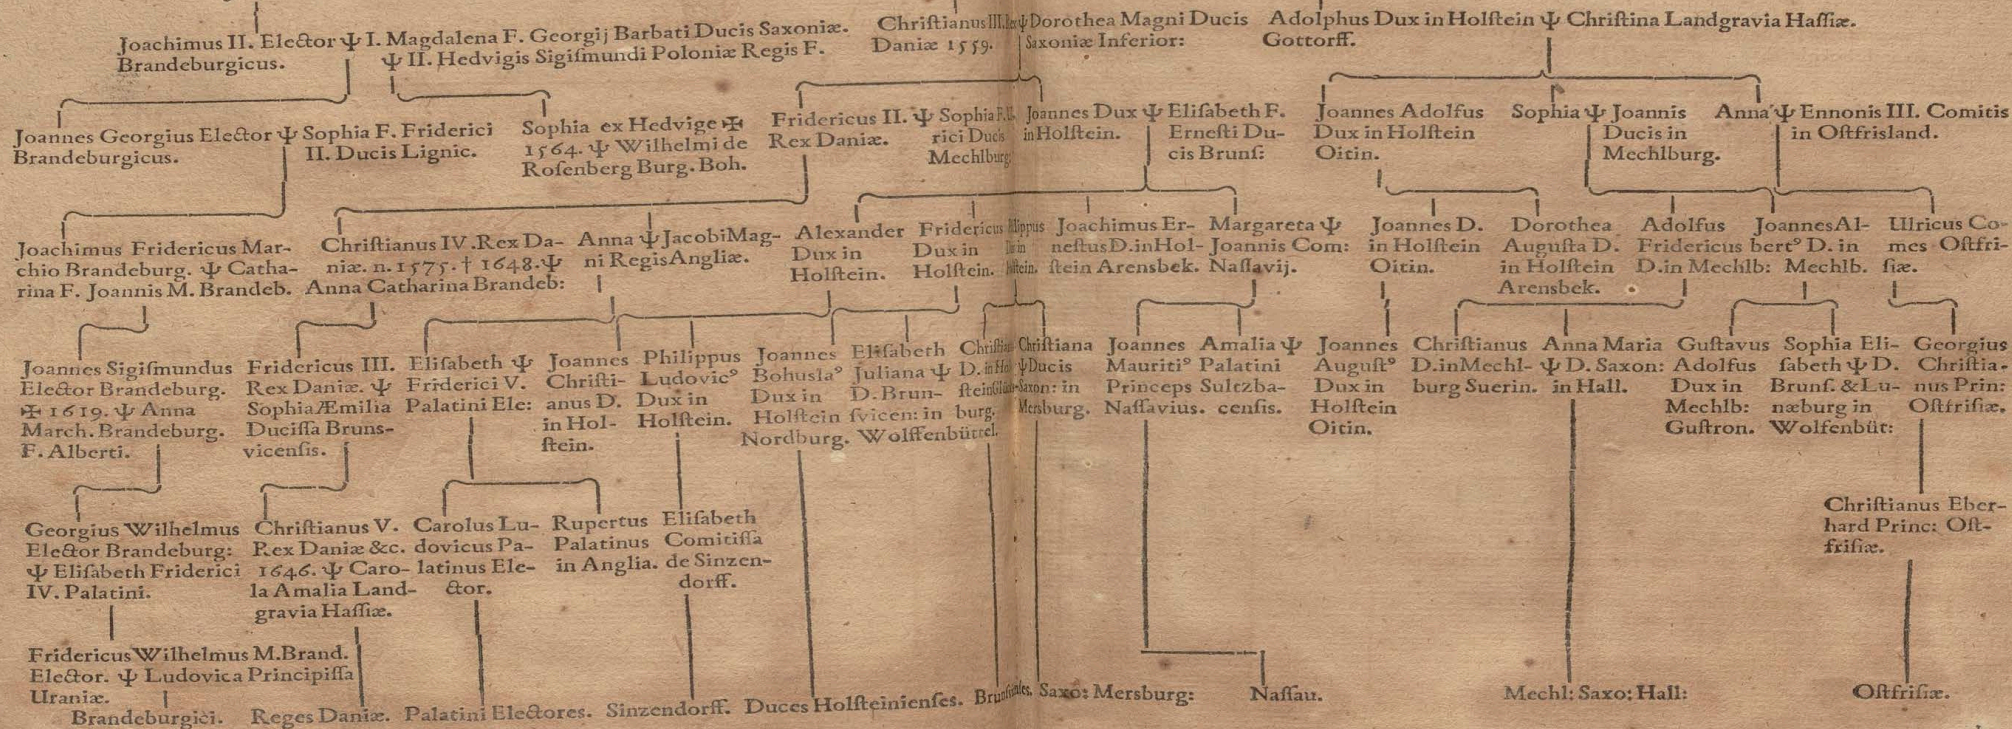 Joachimus II. Elector Ψ I. Magdalena F. Georgij Barbati Ducis Saxoniæ.
Brandeburgicus. Ψ II. Hedvigis Sigiſmundi Poloniæ Regis F.
Chriſtianus III. Rex Ψ Dorothea Magni Ducis
Daniæ 1559. Saxoniæ Inferior:
Adolphus Dux in Holſtein Ψ Chriſtina Landgravia Haſſiæ.
Gottorff.
Joannes Georgius Elector Ψ Sophia F. Friderici
Brandeburgicus. II. Ducis Lignic.
Sophia ex Hedvige ✠
1564. Ψ Wilhelmi de
Roſenberg Burg. Boh.
Fridericus II. Ψ Sophia F.
Rex Daniæ. rici Ducis
Mechlburg:
Joannes Dux Ψ Eliſabeth F.
in Holſtein. Erneſti Du-
cis Brunſ:
Joannes Adolfus
Dux in Holſtein
Oitin.
Sophia Ψ Joannis
Ducis in
Mechlburg.
Anna Ψ Ennonis III. Comitis
in Oſtfrisland.
Joachimus Fridericus Mar-
chio Brandeburg. Ψ Catha-
rina F. Joannis M. Brandeb.
Chriſtianus IV. Rex Da-
niæ. n. 1575. † 1648. Ψ
Anna Catharina Brandeb:
Anna Ψ Jacobi Mag-
ni Regis Angliæ.
Alexander
Dux in
Holſtein.
Fridericus
Dux in
Holſtein.
Joachimus Er-
neſtus D. in Hol-
ſtein Arensbek.
Margareta Ψ
Joannis Com:
Naſſavij.
Joannes D.
in Holſtein
Oitin.
Dorothea
Auguſta D.
in Holſtein
Arensbek.
Adolfus
Fridericus
D. in Mechlb:
Joannes Al-
bertꝰ D. in
Mechlb.
Ulricus Co-
mes Oſtfri-
ſiæ.
Joannes Sigiſmundus
Elector Brandeburg.
✠ 1619. Ψ Anna
March. Brandeburg.
F. Alberti.
Fridericus III.
Rex Daniæ. Ψ
Sophia Æmilia
Duciſſa Bruns-
vicenſis.
Eliſabeth Ψ
Friderici V.
Palatini Ele:
Joannes
Chriſti-
anus D.
in Hol-
ſtein.
Philippus
Ludovicꝰ
Dux in
Holſtein.
Joannes
Bohuslaꝰ
Dux in
Holſtein
Nordburg.
Eliſabeth
Juliana Ψ
D. Brun-
ſvicen: in
Wolffenbüttel.
D. in Hol
burg.
Chriſtiana
Ψ Ducis
Saxon: in
Mersburg.
Joannes
Mauritiꝰ
Princeps
Naſſavius.
Amalia Ψ
Palatini
Sultzba-
cenſis.
Joannes
Auguſtꝰ
Dux in
Holſtein
Oitin.
Chriſtianus
D. in Mechl-
burg Suerin.
Anna Maria
Ψ D. Saxon:
in Hall.
Guſtavus
Adolfus
Dux in
Mechlb:
Guſtron.
Sophia Eli-
ſabeth Ψ D.
Brunſ. & Lu-
næburg in
Wolfenbüt:
Georgius
Chriſtia-
nus Prin:
Oſtfriſiæ.
Georgius Wilhelmus
Elector Brandeburg:
Ψ Eliſabeth Friderici
IV. Palatini.
Chriſtianus V.
Rex Daniæ &c.
1646. Ψ Caro-
la Amalia Land-
gravia Haſſiæ.
Carolus Lu-
dovicus Pa-
latinus Ele-
ctor.
Rupertus
Palatinus
in Anglia.
Eliſabeth
Comitiſſa
de Sinzen-
dorff.
Chriſtianus Eber-
hard Princ: Oſt-
friſiæ.
Fridericus Wilhelmus M. Brand.
Elector. Ψ Ludovica Principiſſa
Uraniæ.
Brandeburgici. Reges Daniæ. Palatini Electores. Sinzendorff. Duces Holſteinienſes. Saxo: Mersburg: Naſſau. Mechl: Saxo: Hall: Oſtfriſiæ.